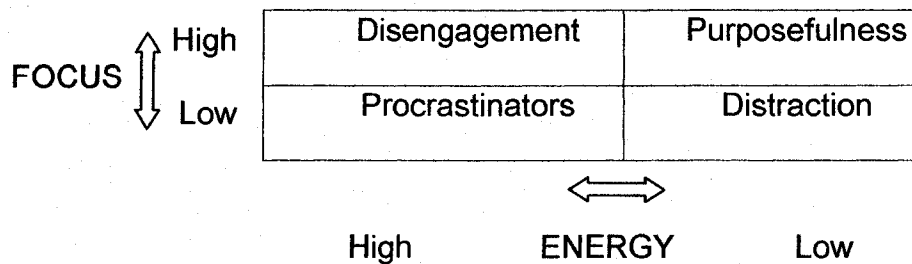 High Disengagement Purposefulness
FOCUS
Low Procrastinators Distraction
High ENERGY Low